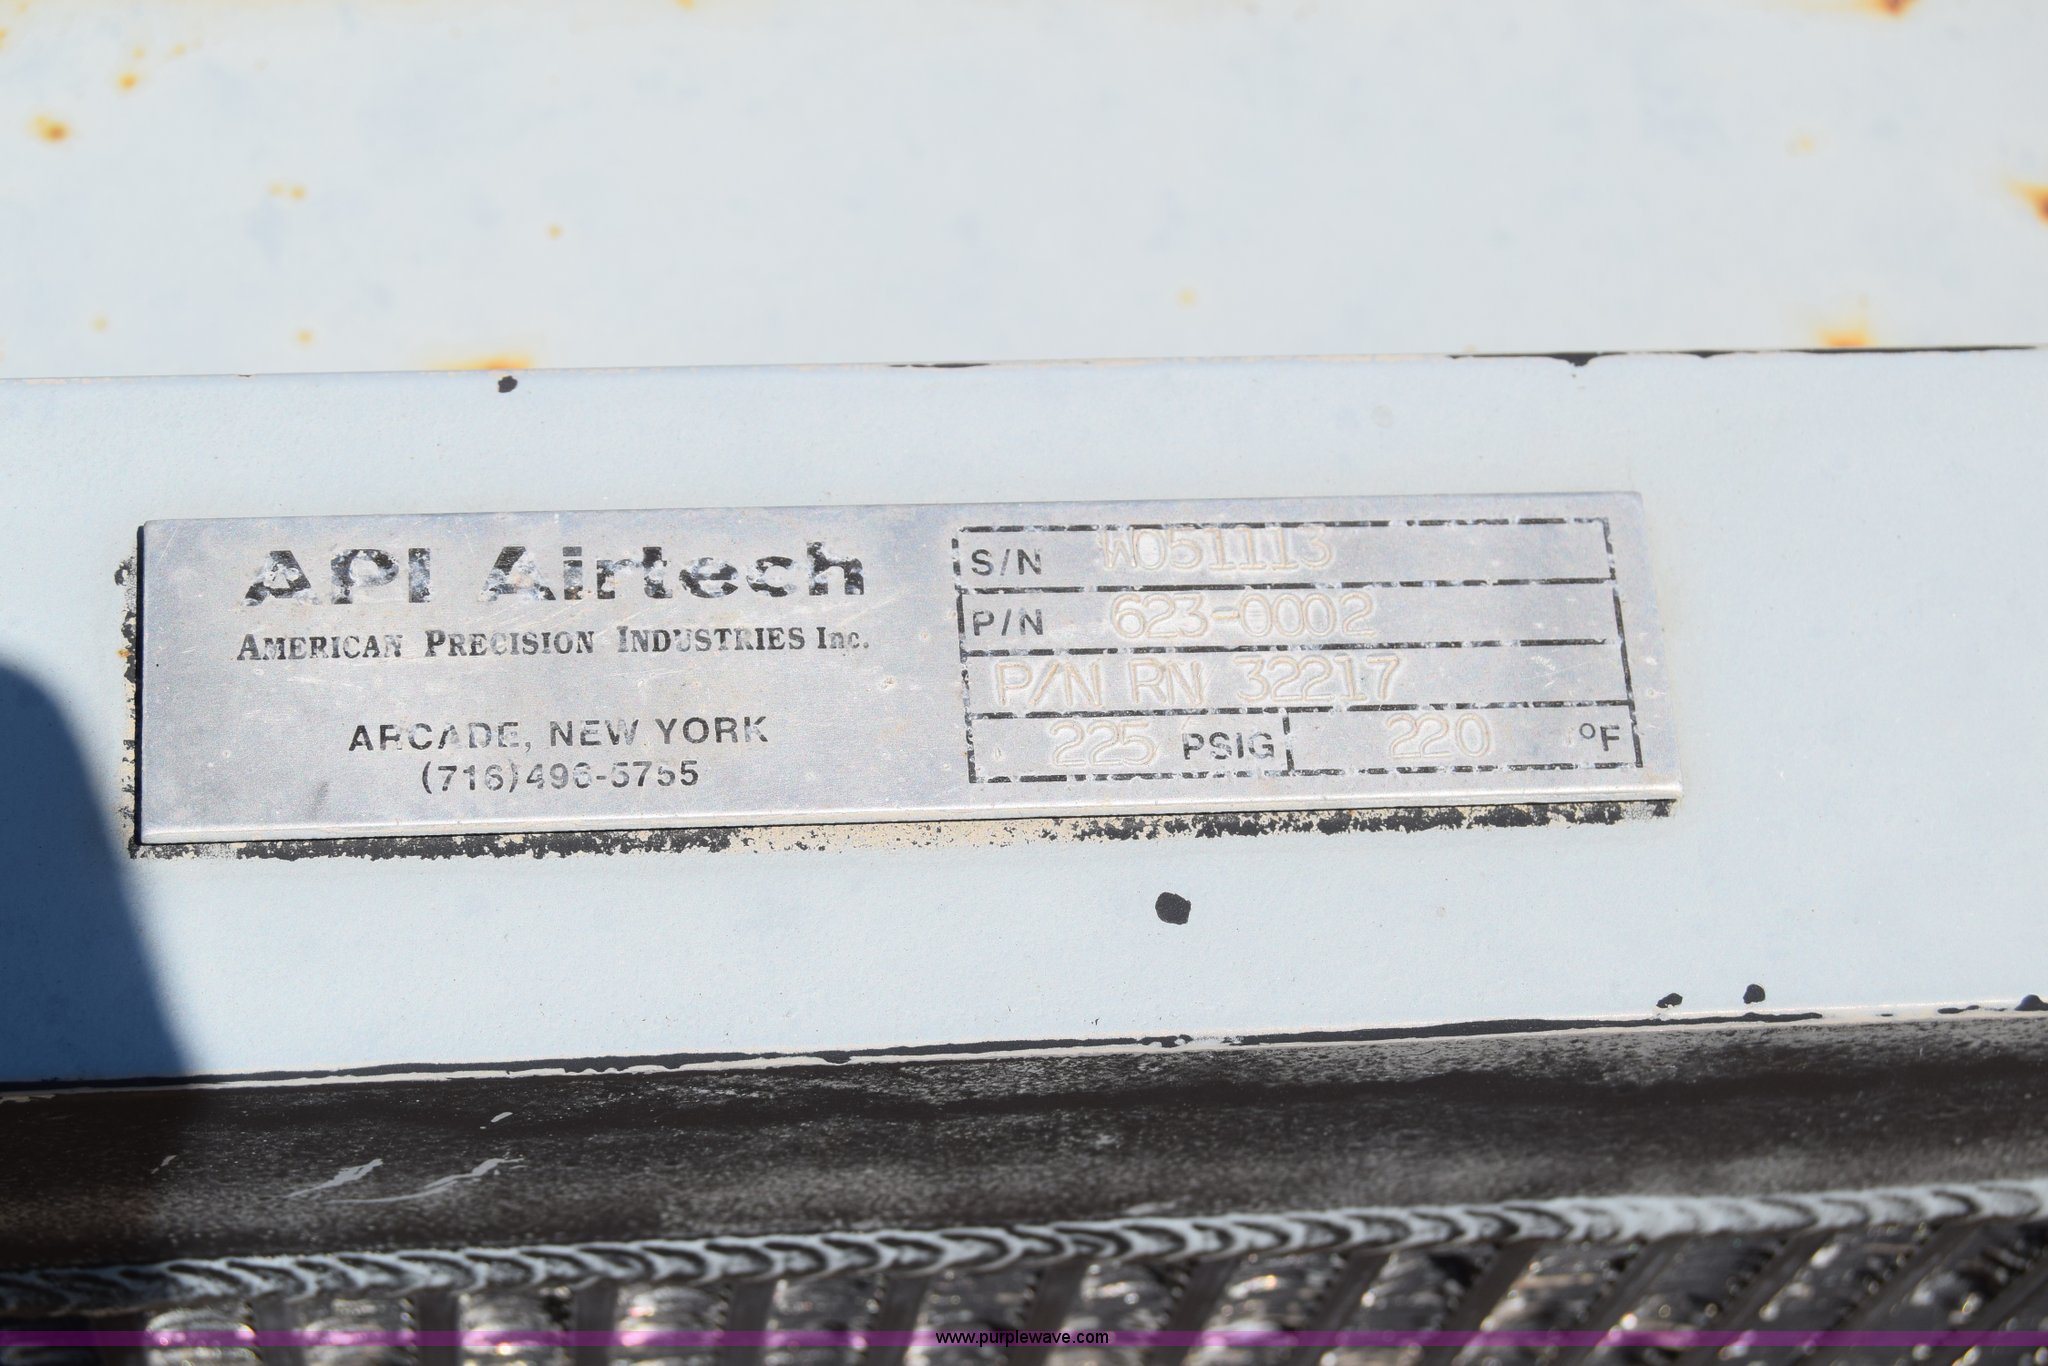 API Airtech
AMERICAN PRECISION INDUSTRIES Inc.
ARCADE, NEW YORK
(716)496-5755
S/N W051113
P/N 623-0002
P/N RN 32217
225 PSIG 220 °F
www.purplewave.com